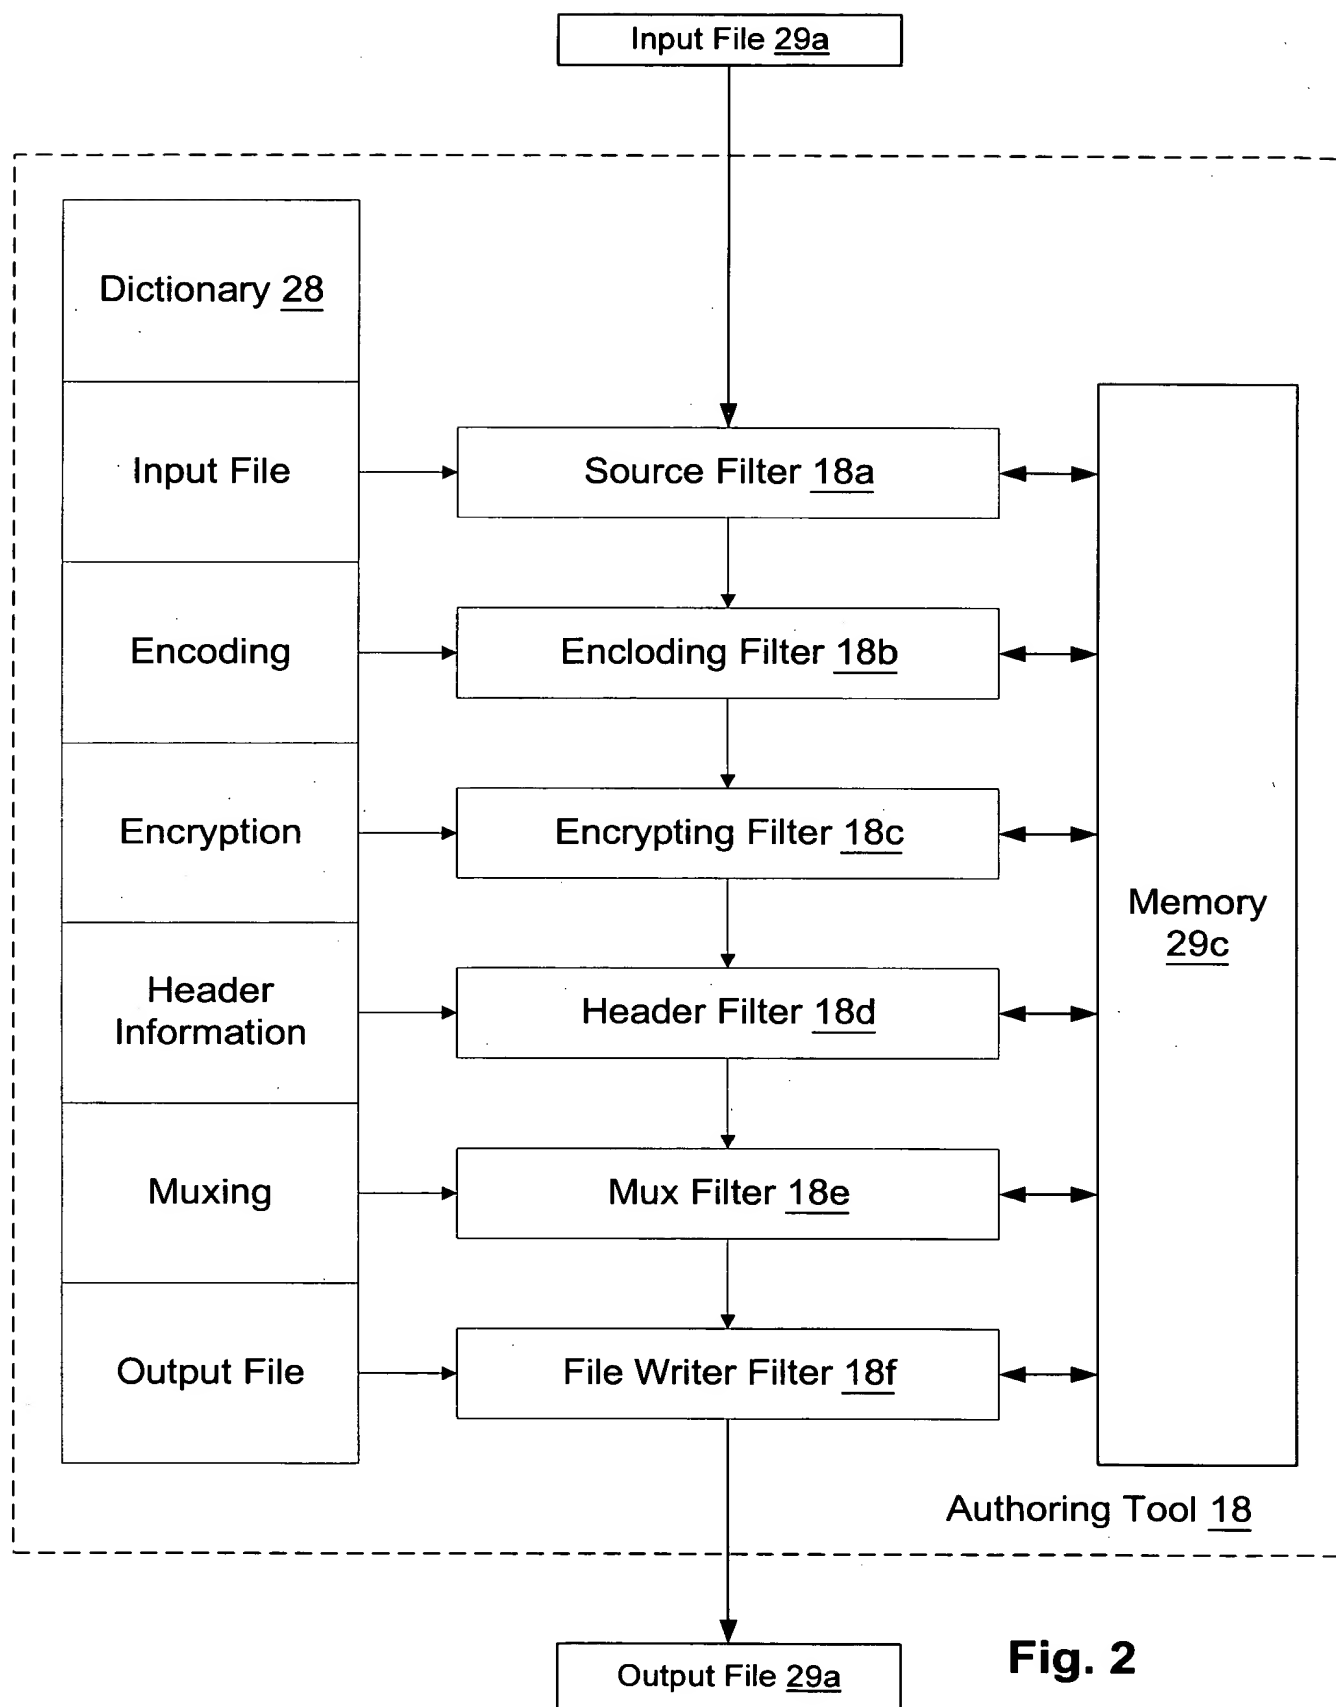 Input File 29a
Dictionary 28
Input File
Source Filter 18a
Encoding
Encloding Filter 18b
Encryption
Encrypting Filter 18c
Memory
29c
Header
Information
Header Filter 18d
Muxing
Mux Filter 18e
Output File
File Writer Filter 18f
Authoring Tool 18
Output File 29a
Fig. 2